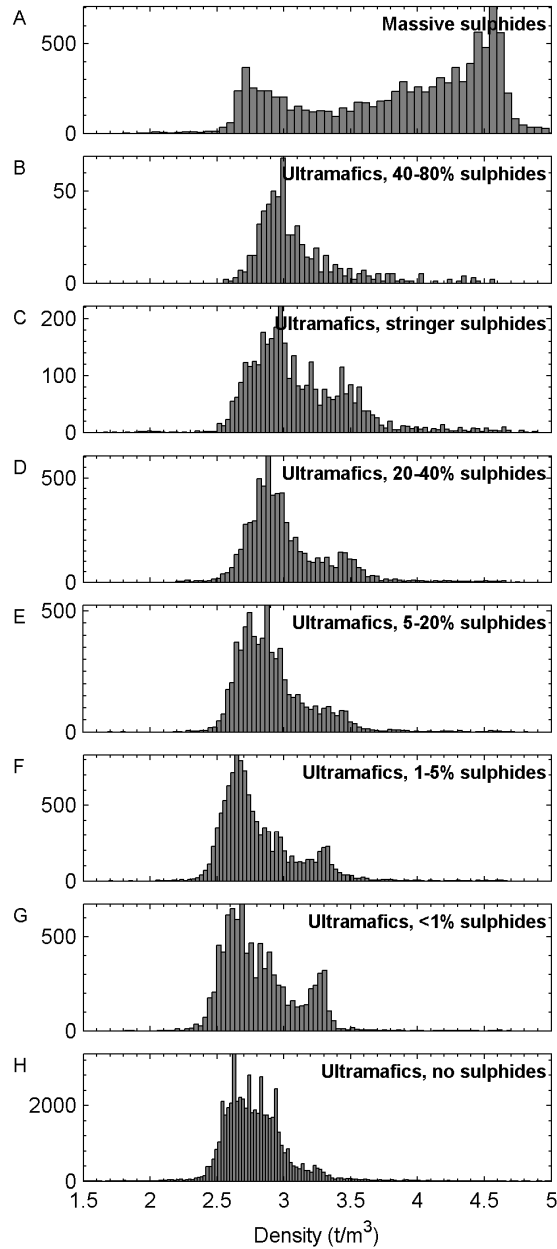 A
Massive sulphides
500
0
B
Ultramafics, 40-80% sulphides
50
0
C
Ultramafics, stringer sulphides
200
100
0
D
Ultramafics, 20-40% sulphides
500
0
E
Ultramafics, 5-20% sulphides
500
0
F
Ultramafics, 1-5% sulphides
500
0
G
Ultramafics, <1% sulphides
500
0
H
Ultramafics, no sulphides
2000
0
1.5 2 2.5 3 3.5 4 4.5 5
Density (t/m³)